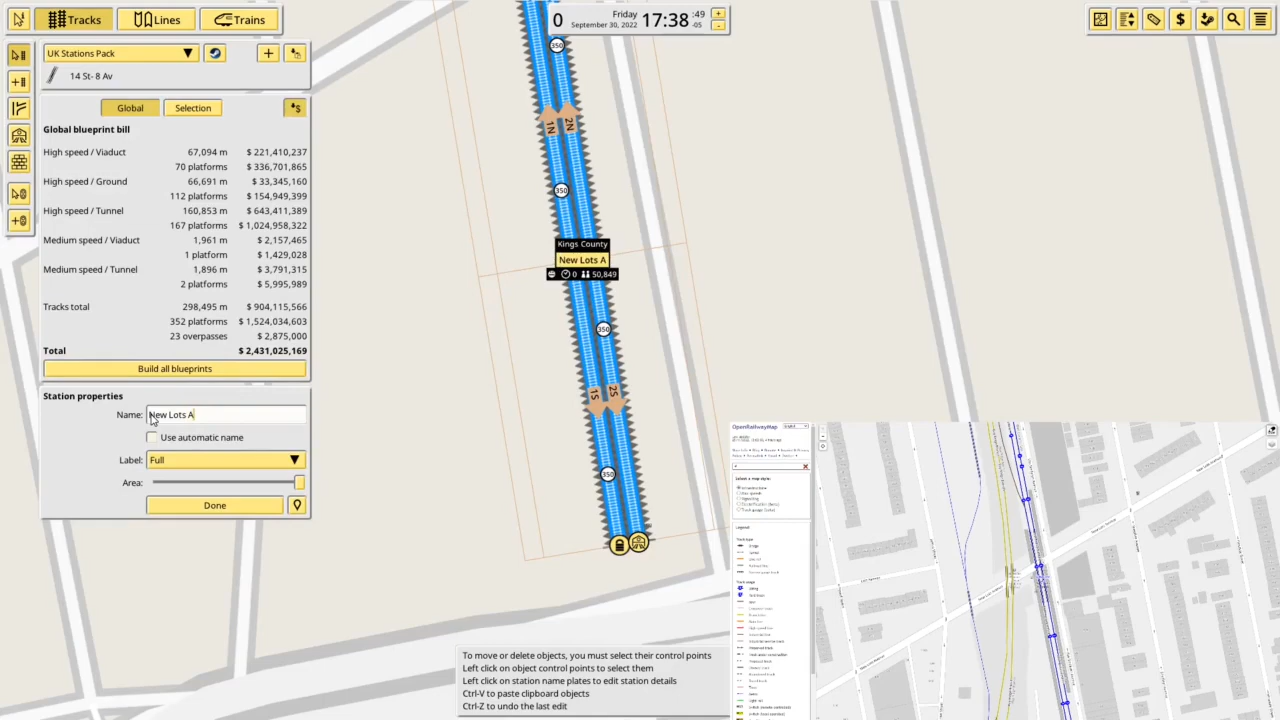 Tracks
Lines
Trains
0
Friday
September 30, 2022
17:38
:49
-05
+
-
UK Stations Pack
14 St- 8 Av
Global
Selection
Global blueprint bill
High speed / Viaduct 67,094 m $ 221,410,237
70 platforms $ 336,701,865
High speed / Ground 66,691 m $ 33,345,160
112 platforms $ 154,949,399
High speed / Tunnel 160,853 m $ 643,411,389
167 platforms $ 1,024,958,322
Medium speed / Viaduct 1,961 m $ 2,157,465
1 platform $ 1,429,028
Medium speed / Tunnel 1,896 m $ 3,791,315
2 platforms $ 5,995,989
Tracks total 298,495 m $ 904,115,566
352 platforms $ 1,524,034,603
23 overpasses $ 2,875,000
Total $ 2,431,025,169
Build all blueprints
Station properties
Name: New Lots A
Use automatic name
Label: Full
Area:
Done
350
1N
2N
350
Kings County
New Lots A
0 50,849
350
1S
2S
350
To move or delete objects, you must select their control points
Left click on object control points to select them
Left click on station name plates to edit station details
Ctrl-V to paste clipboard objects
Ctrl-Z to undo the last edit
OpenRailwayMap
Select a map style:
Legend